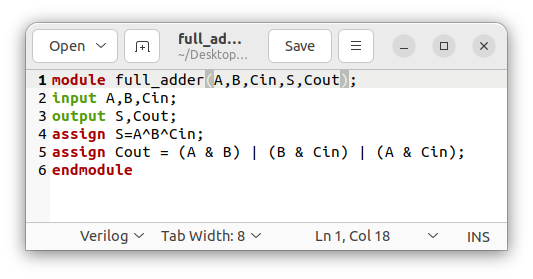 Open
full_ad...
~/Desktop...
Save
1 module full_adder(A,B,Cin,S,Cout);
2 input A,B,Cin;
3 output S,Cout;
4 assign S=A^B^Cin;
5 assign Cout = (A & B) | (B & Cin) | (A & Cin);
6 endmodule
Verilog Tab Width: 8 Ln 1, Col 18 INS